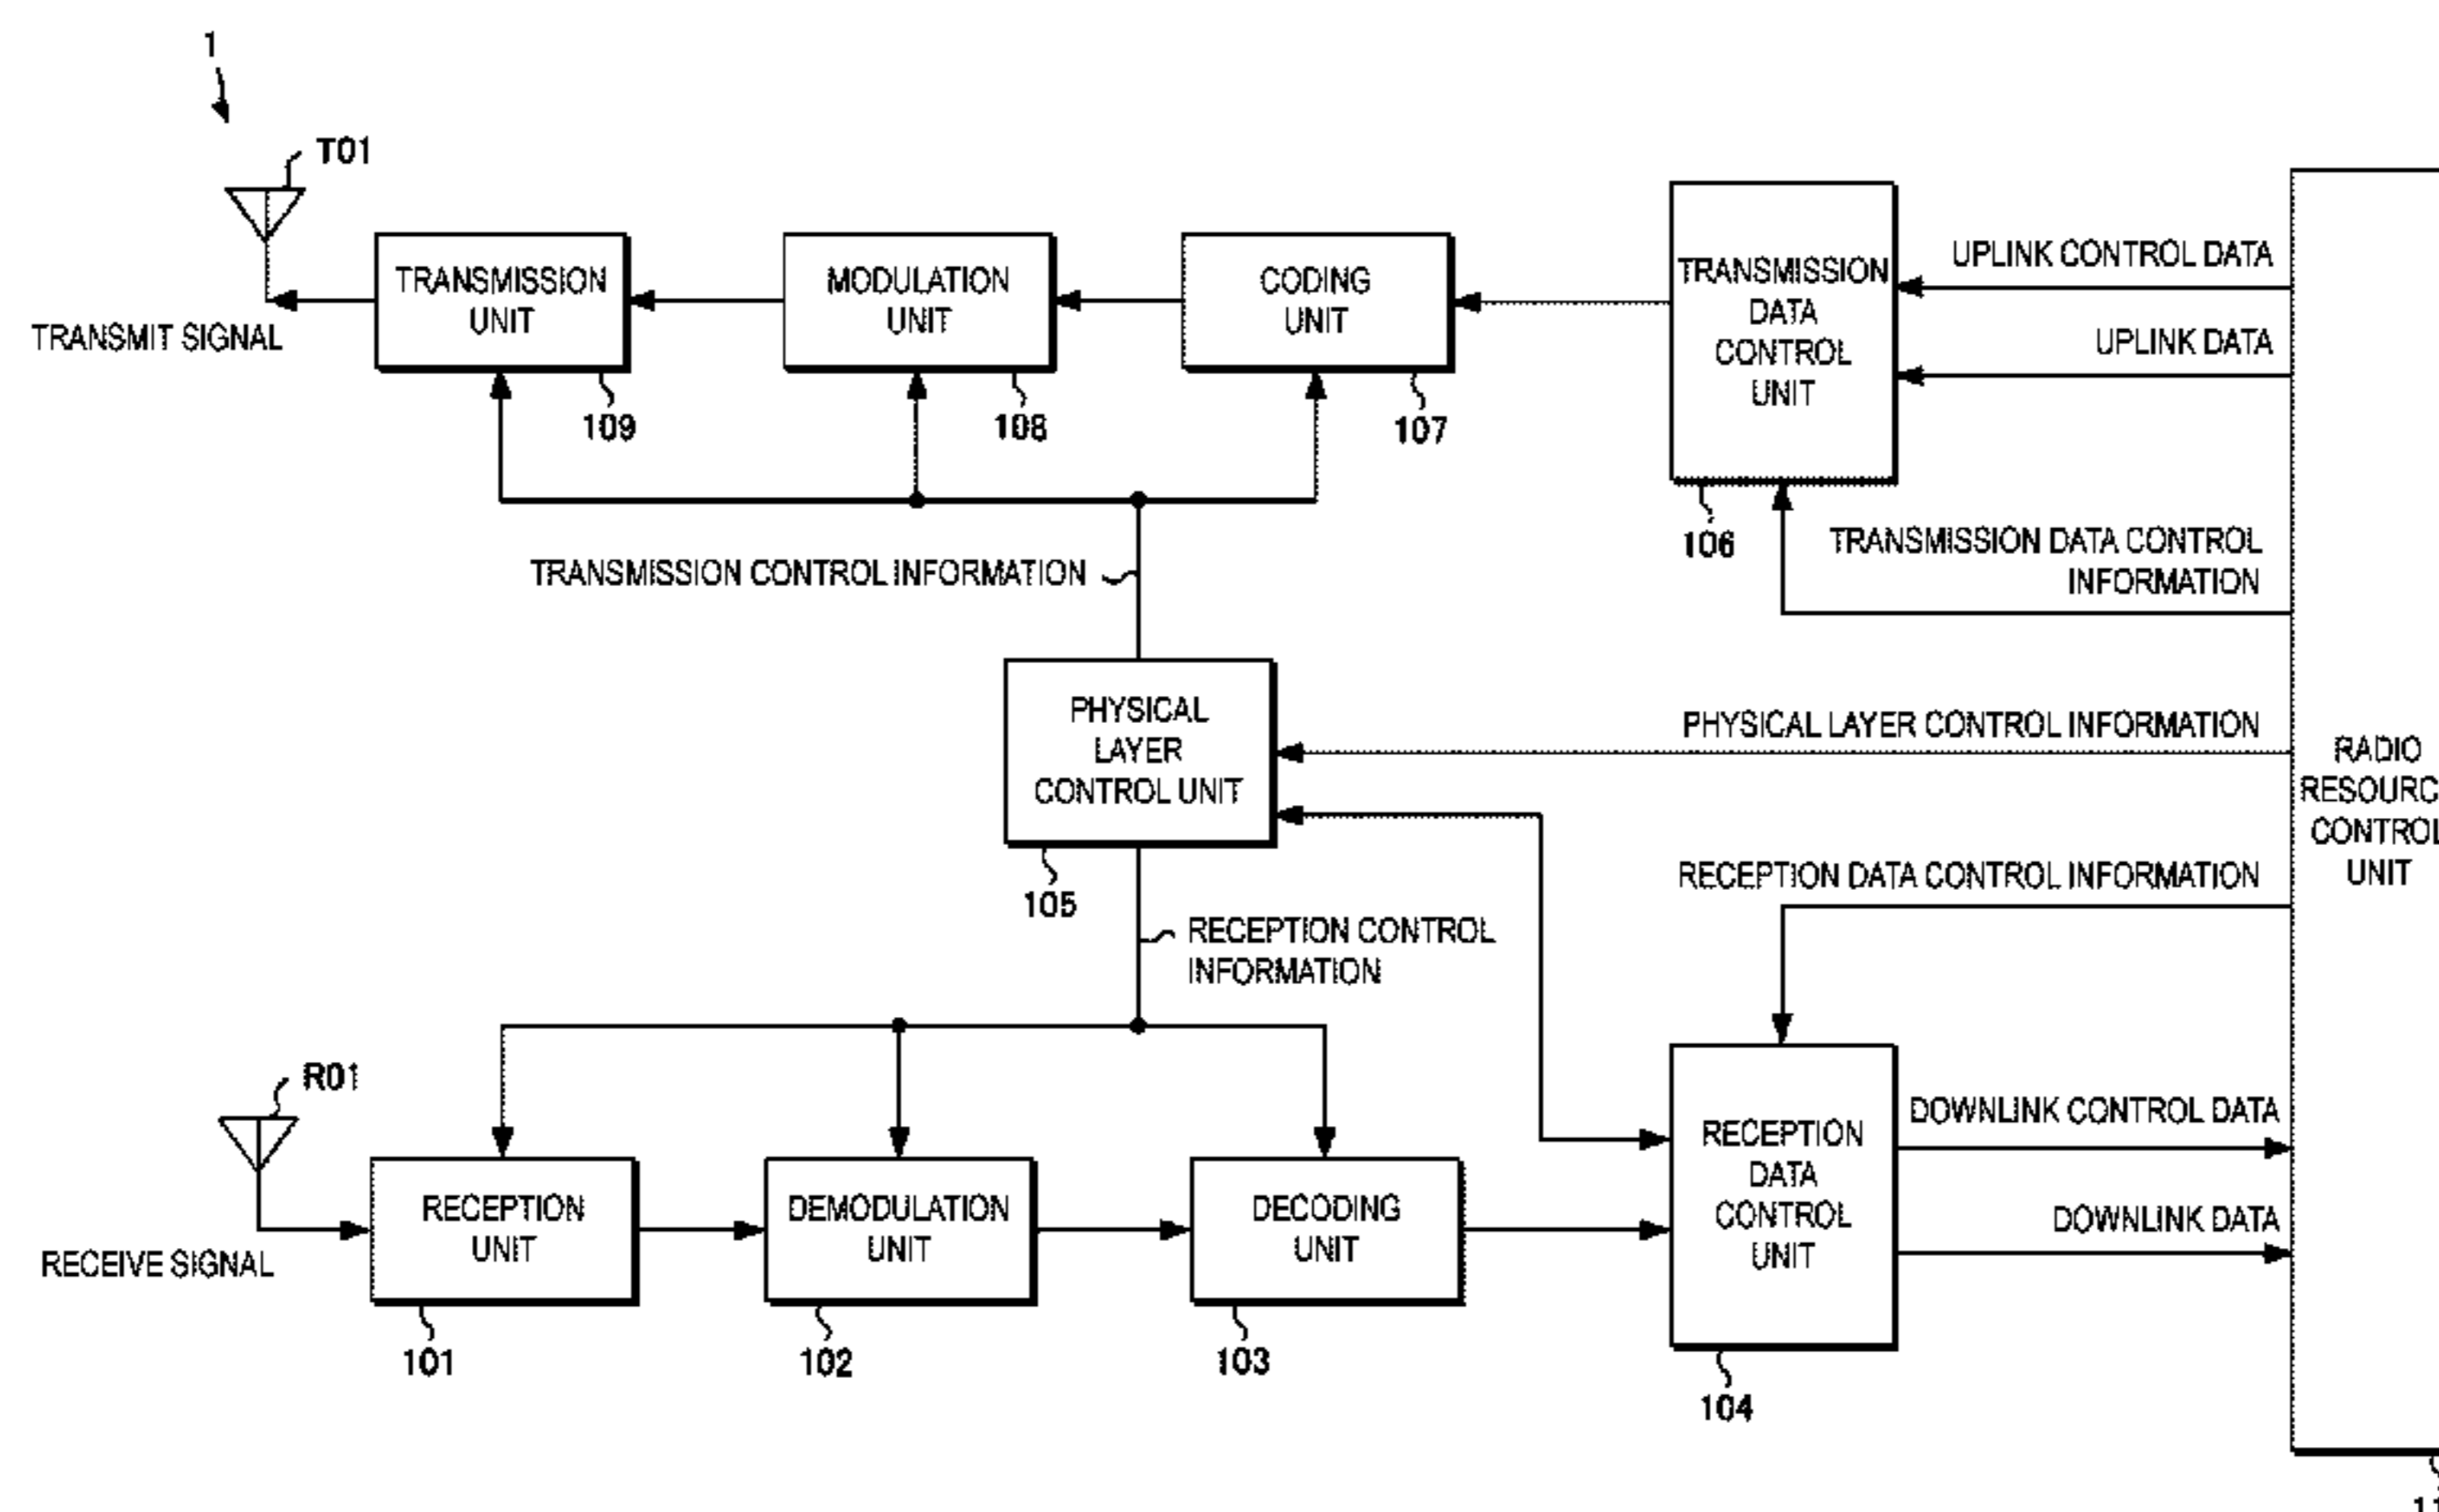 1
T01
TRANSMISSION
UNIT
MODULATION
UNIT
CODING
UNIT
TRANSMISSION
DATA
CONTROL
UNIT
UPLINK CONTROL DATA
UPLINK DATA
TRANSMIT SIGNAL
109
108
107
106
TRANSMISSION DATA CONTROL
INFORMATION
TRANSMISSION CONTROL INFORMATION
PHYSICAL
LAYER
CONTROL UNIT
PHYSICAL LAYER CONTROL INFORMATION
RADIO
CONTROL
UNIT
105
RECEPTION DATA CONTROL INFORMATION
RECEPTION CONTROL
INFORMATION
R01
RECEPTION
UNIT
DEMODULATION
UNIT
DECODING
UNIT
RECEPTION
DATA
CONTROL
UNIT
DOWNLINK CONTROL DATA
DOWNLINK DATA
RECEIVE SIGNAL
101
102
103
104